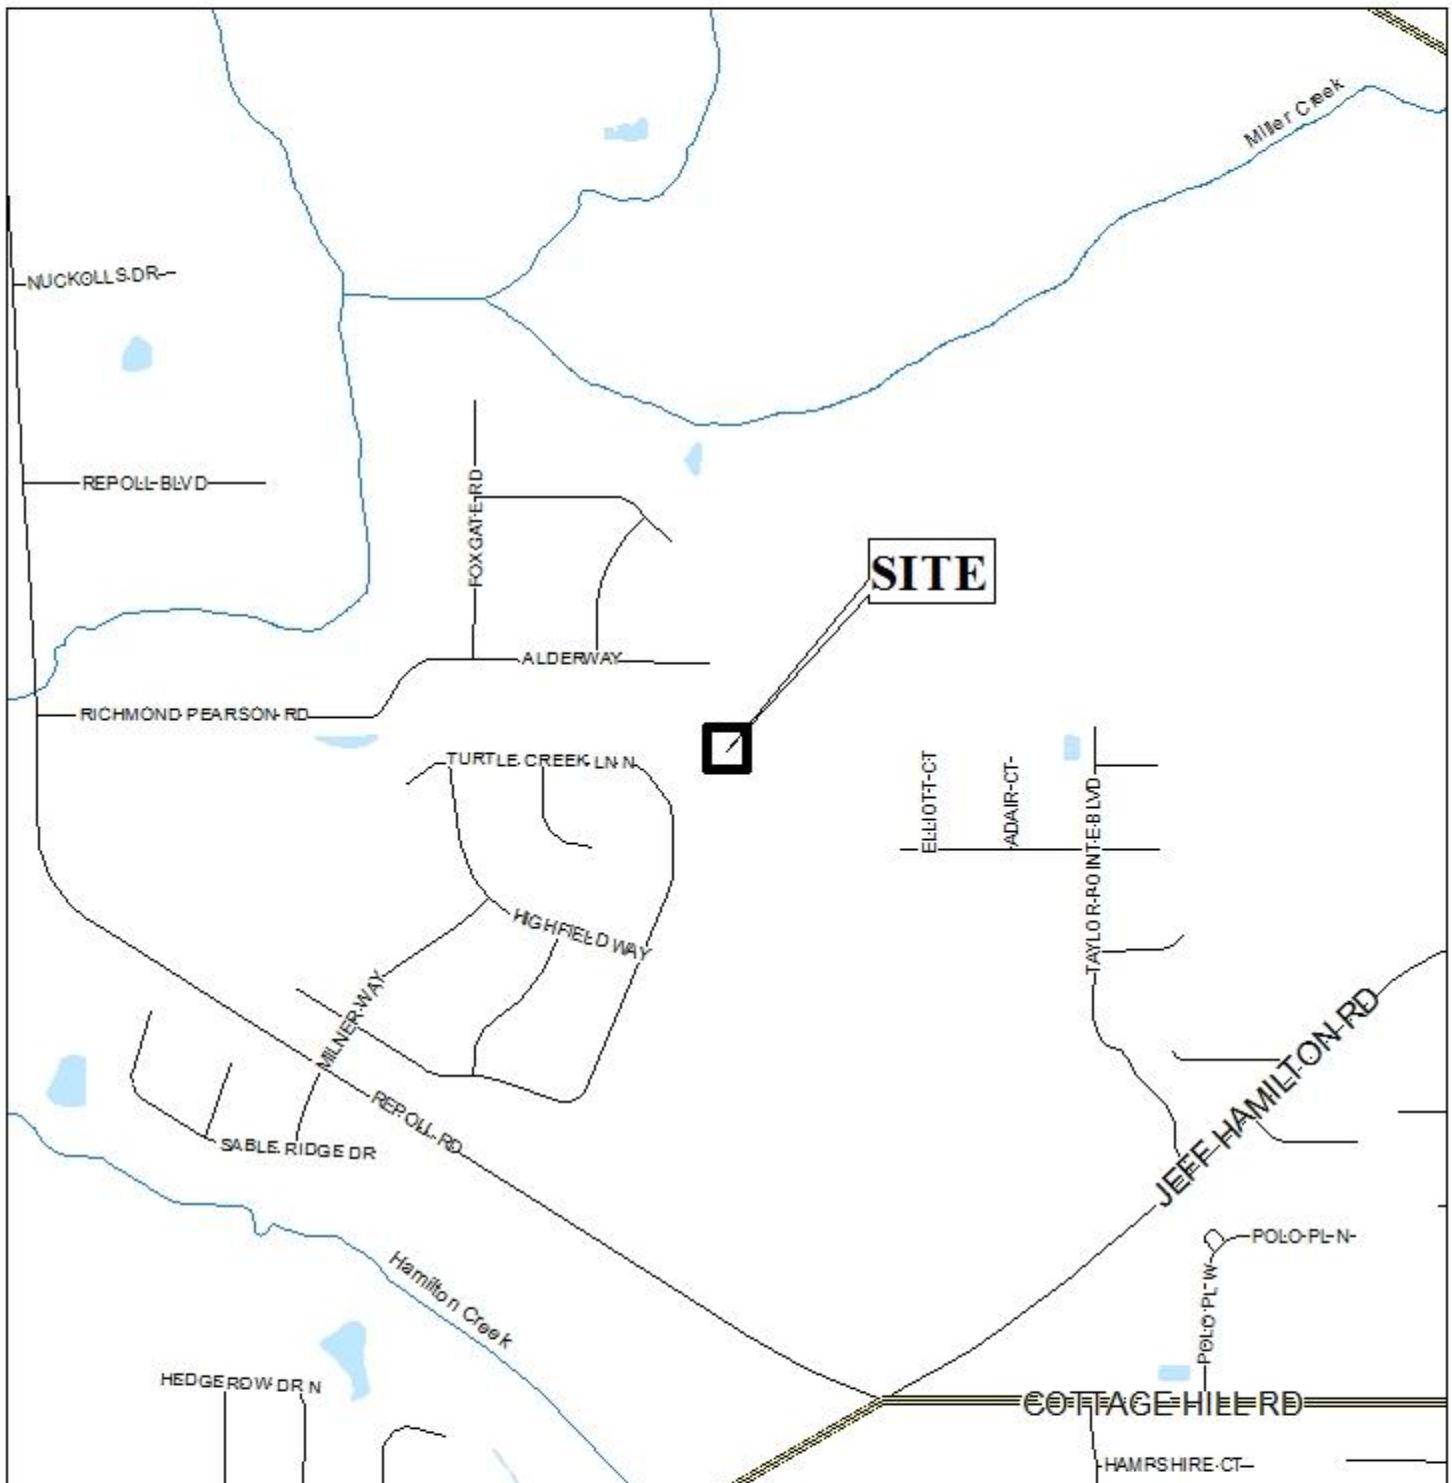 Miller Creek
NUCKOLLS DR
REPOLL BLVD
FOXGATE RD
SITE
ALDERWAY
RICHMOND PEARSON RD
TURTLE CREEK LN N
ELLIOTT CT
ADAIR CT
TAYLOR POINTE BLVD
HIGHFIELD WAY
MILNER WAY
JEFF HAMILTON RD
REPOLL RD
SABLE RIDGE DR
POLO PL N
Hamilton Creek
POLO PL W
HEDGEROW DR N
COTTAGE HILL RD
HAMPSHIRE CT